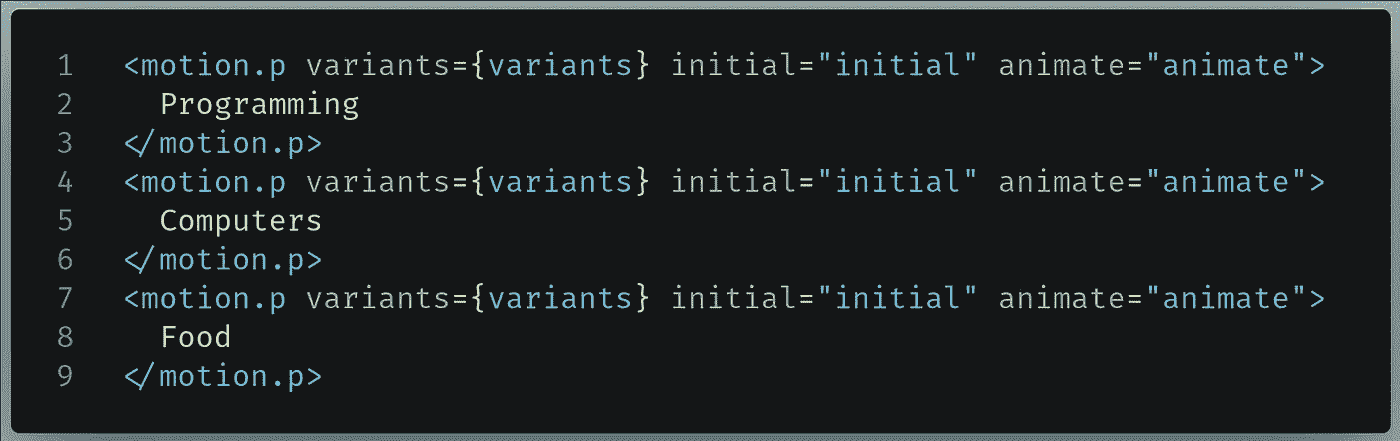 1 <motion.p variants={variants} initial="initial" animate="animate">
2   Programming
3 </motion.p>
4 <motion.p variants={variants} initial="initial" animate="animate">
5   Computers
6 </motion.p>
7 <motion.p variants={variants} initial="initial" animate="animate">
8   Food
9 </motion.p>